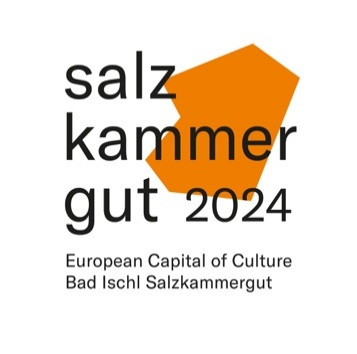 salz
kammer
gut 2024
European Capital of Culture
Bad Ischl Salzkammergut